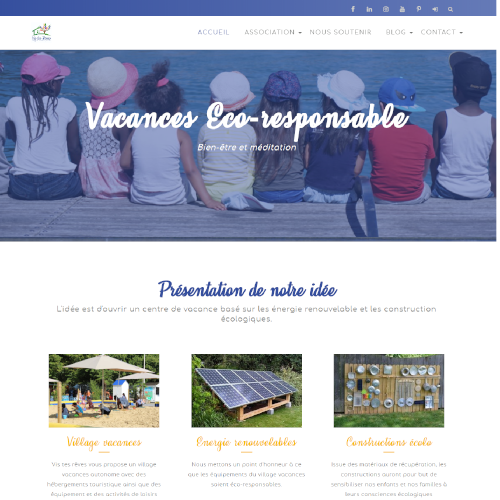 ACCUEIL ASSOCIATION NOUS SOUTENIR BLOG CONTACT
Vacances Eco-responsable
Bien-être et méditation
Présentation de notre idée
L'idée est d'ouvrir un centre de vacance basé sur les énergie renouvelable et les construction
écologiques.
Village vacances
Vis tes rêves vous propose un village
vacances autonome avec des
hébergements touristique ainsi que des
équipement et des activités de loisirs
Energie renouvelables
Nous mettons un point d'honneur à ce
que les équipements du village vacances
soient éco-responsables.
Constructions écolo
Issue des matériaux de récupération, les
constructions auront pour but de
sensibiliser nos enfants et nos familles à
leurs consciences écologiques